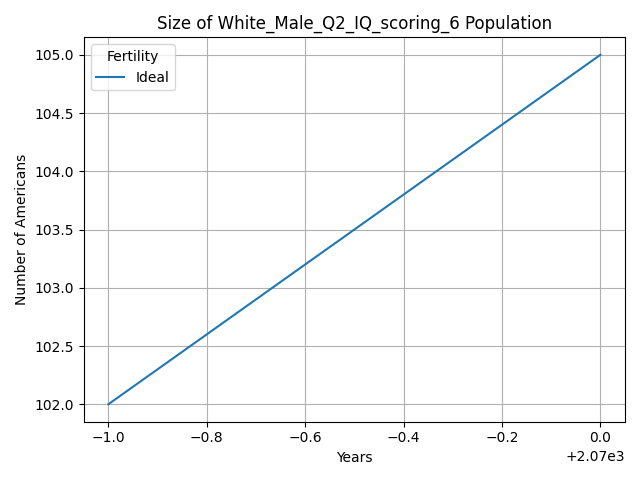 Size of White_Male_Q2_IQ_scoring_6 Population
Fertility
Ideal
105.0
104.5
104.0
103.5
103.0
102.5
102.0
Number of Americans
−1.0
−0.8
−0.6
−0.4
−0.2
0.0
+2.07e3
Years